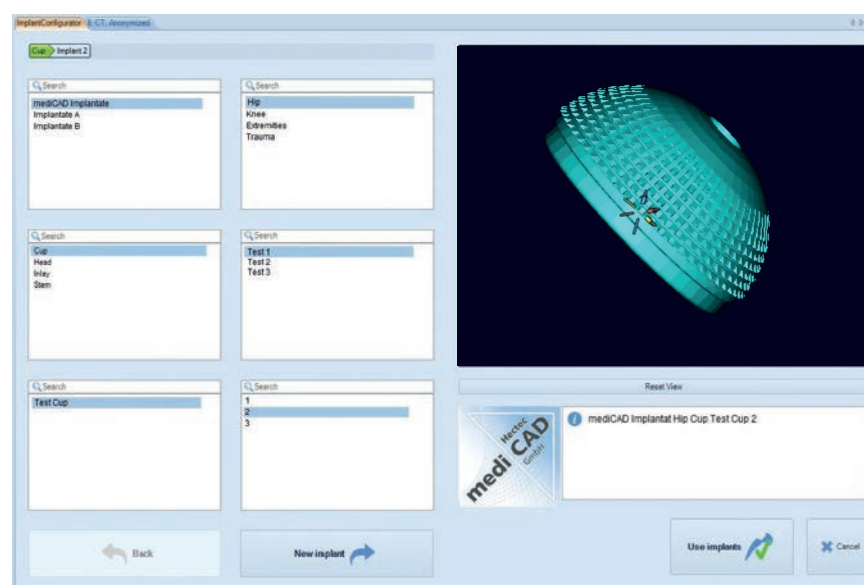 ImplantConfigurator E-CT, Anonymized
Cup Implant 2
Search
mediCAD Implantate
Implantate A
Implantate B
Search
Hip
Knee
Extremities
Trauma
Search
Cup
Head
Inlay
Stem
Search
Test 1
Test 2
Test 3
Search
Test Cup
Search
1
2
3
Reset View
Hectec
medi CAD
GmbH
mediCAD Implantat Hip Cup Test Cup 2
Back
New implant
Use implants
Cancel